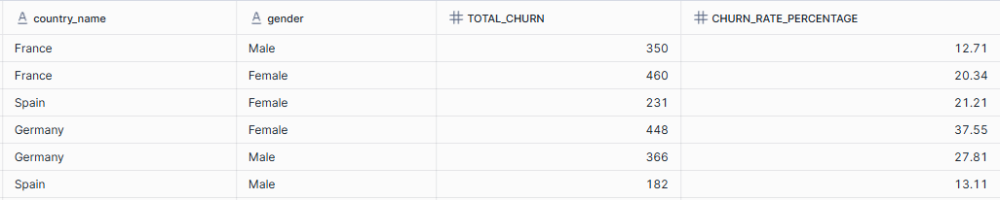 country_name gender TOTAL_CHURN CHURN_RATE_PERCENTAGE
France Male 350 12.71
France Female 460 20.34
Spain Female 231 21.21
Germany Female 448 37.55
Germany Male 366 27.81
Spain Male 182 13.11